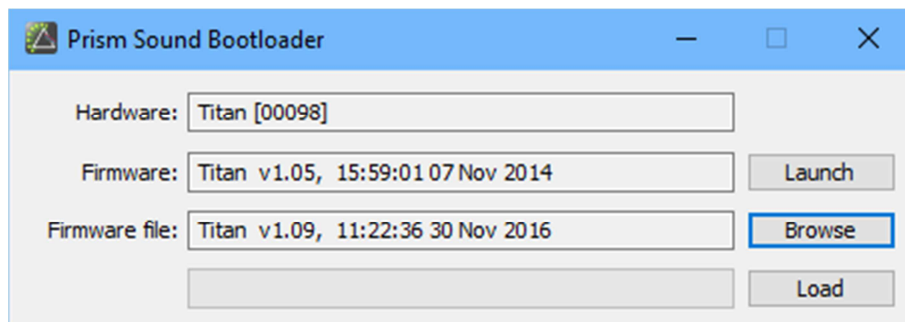 Prism Sound Bootloader
Hardware: Titan [00098]
Firmware: Titan v1.05, 15:59:01 07 Nov 2014 Launch
Firmware file: Titan v1.09, 11:22:36 30 Nov 2016 Browse
Load